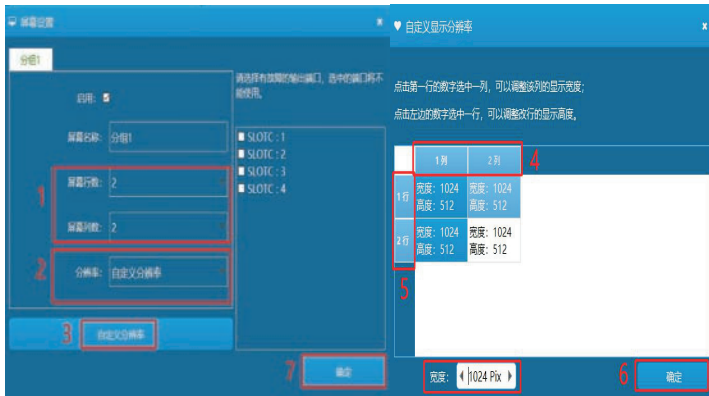 屏幕设置
x
分组1
启用:
屏幕名称: 分组1
1
屏幕行数: 2
屏幕列数: 2
2
分辨率: 自定义分辨率
3
自定义分辨率
请选择有故障的输出端口，选中的端口将不
能使用。
SLOTC : 1
SLOTC : 2
SLOTC : 3
SLOTC : 4
7
确定
自定义显示分辨率
x
点击第一行的数字选中一列，可以调整该列的显示宽度；
点击左边的数字选中一行，可以调整改行的显示高度。
1列 2列
4
1行 宽度: 1024 宽度: 1024
高度: 512 高度: 512
2行 宽度: 1024 宽度: 1024
高度: 512 高度: 512
5
宽度: 1024 Pix
6
确定